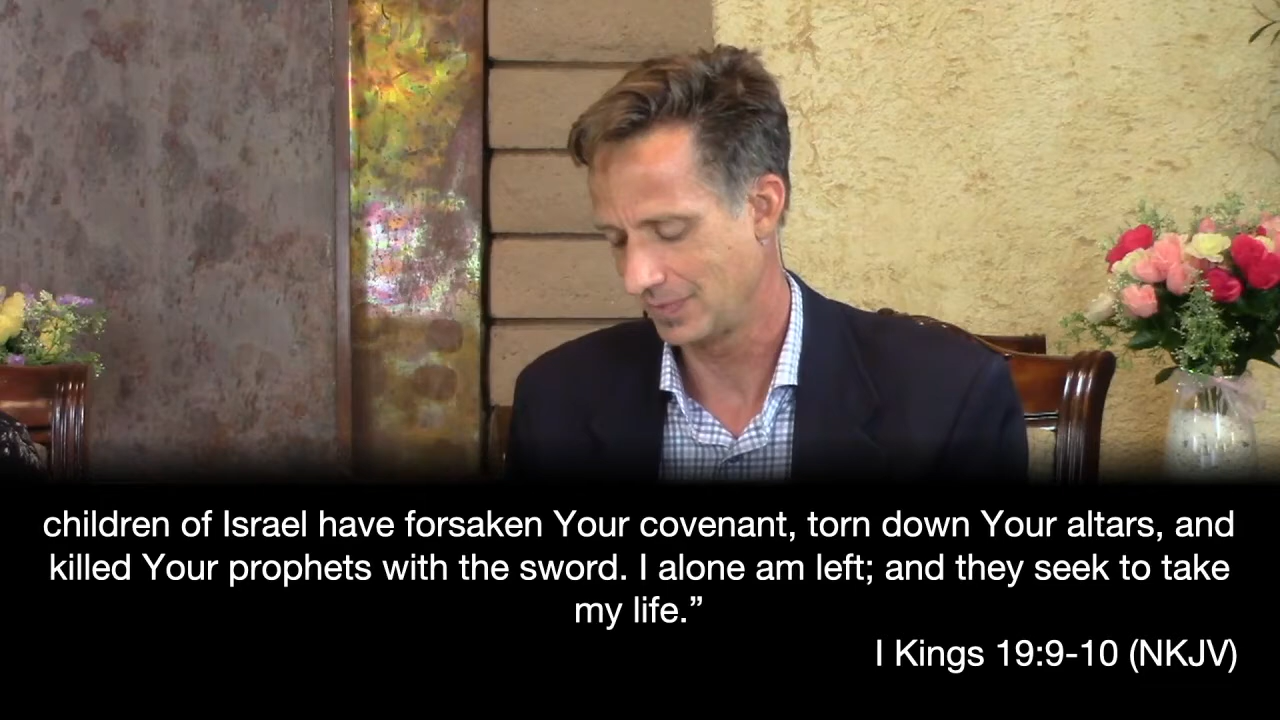 children of Israel have forsaken Your covenant, torn down Your altars, and
killed Your prophets with the sword. I alone am left; and they seek to take
my life.”
I Kings 19:9-10 (NKJV)